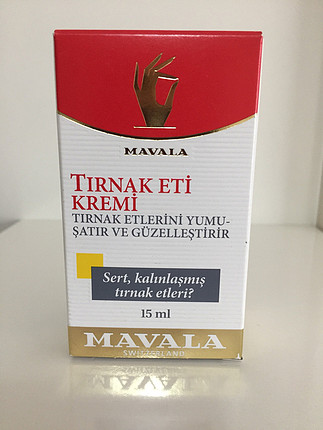 MAVALA
TIRNAK ETİ
KREMİ
TIRNAK ETLERİNİ YUMU-
ŞATIR VE GÜZELLEŞTİRİR
Sert, kalınlaşmış
tırnak etleri?
15 ml
MAVALA
SWITZERLAND